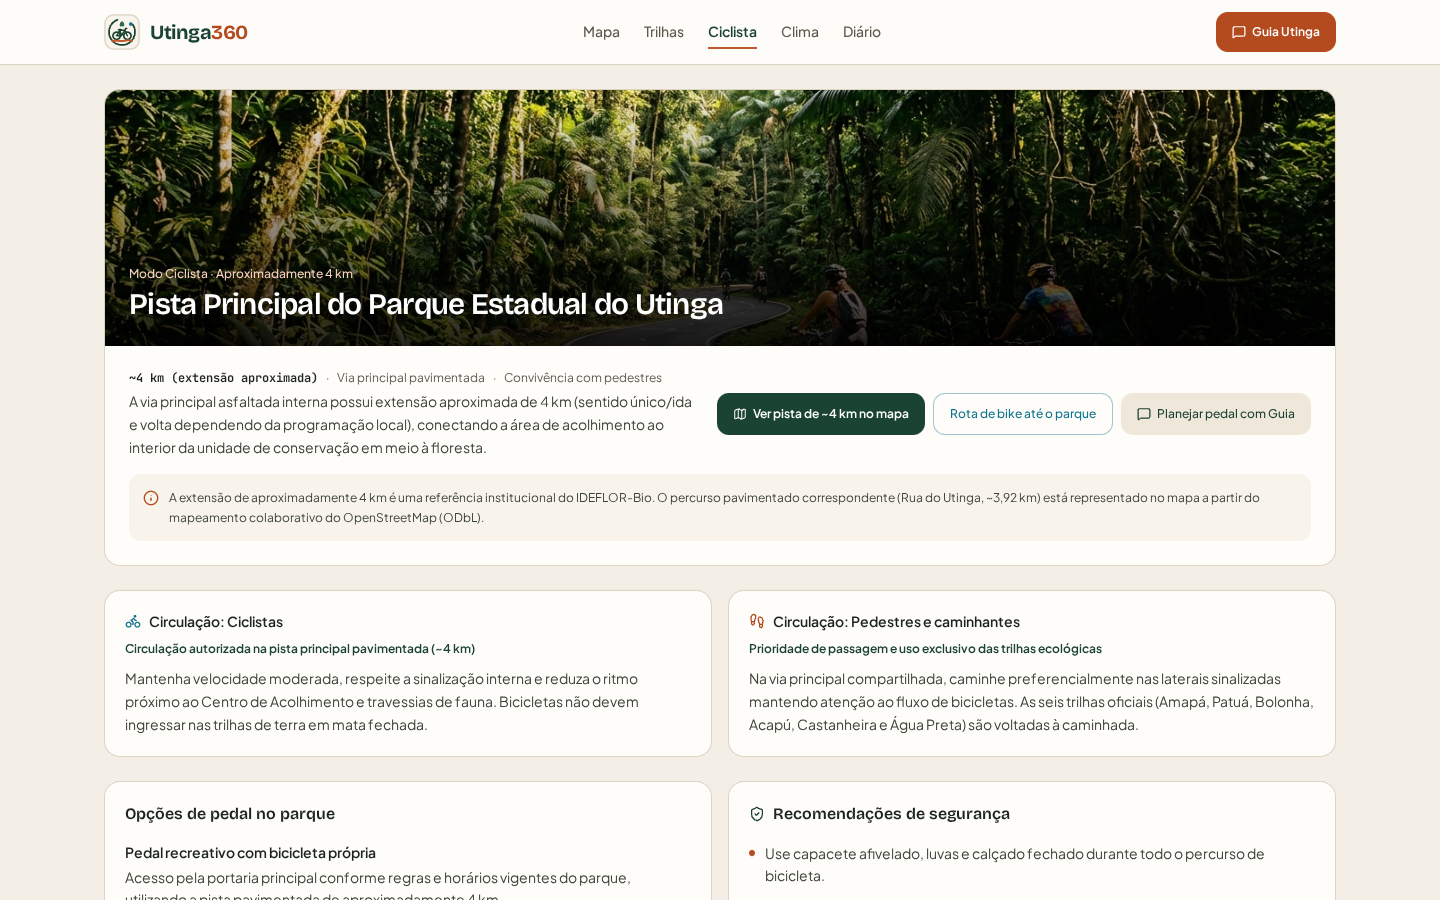 Utinga360
Mapa
Trilhas
Ciclista
Clima
Diário
Guia Utinga
Modo Ciclista · Aproximadamente 4 km
Pista Principal do Parque Estadual do Utinga
~4 km (extensão aproximada) · Via principal pavimentada · Convivência com pedestres
A via principal asfaltada interna possui extensão aproximada de 4 km (sentido único/ida
e volta dependendo da programação local), conectando a área de acolhimento ao
interior da unidade de conservação em meio à floresta.
Ver pista de ~4 km no mapa
Rota de bike até o parque
Planejar pedal com Guia
A extensão de aproximadamente 4 km é uma referência institucional do IDEFLOR-Bio. O percurso pavimentado correspondente (Rua do Utinga, ~3,92 km) está representado no mapa a partir do
mapeamento colaborativo do OpenStreetMap (ODbL).
Circulação: Ciclistas
Circulação autorizada na pista principal pavimentada (~4 km)
Mantenha velocidade moderada, respeite a sinalização interna e reduza o ritmo
próximo ao Centro de Acolhimento e travessias de fauna. Bicicletas não devem
ingressar nas trilhas de terra em mata fechada.
Circulação: Pedestres e caminhantes
Prioridade de passagem e uso exclusivo das trilhas ecológicas
Na via principal compartilhada, caminhe preferencialmente nas laterais sinalizadas
mantendo atenção ao fluxo de bicicletas. As seis trilhas oficiais (Amapá, Patuá, Bolonha,
Acapú, Castanheira e Água Preta) são voltadas à caminhada.
Opções de pedal no parque
Pedal recreativo com bicicleta própria
Acesso pela portaria principal conforme regras e horários vigentes do parque,
utilizando a pista pavimentada de aproximadamente 4 km.
Recomendações de segurança
Use capacete afivelado, luvas e calçado fechado durante todo o percurso de
bicicleta.